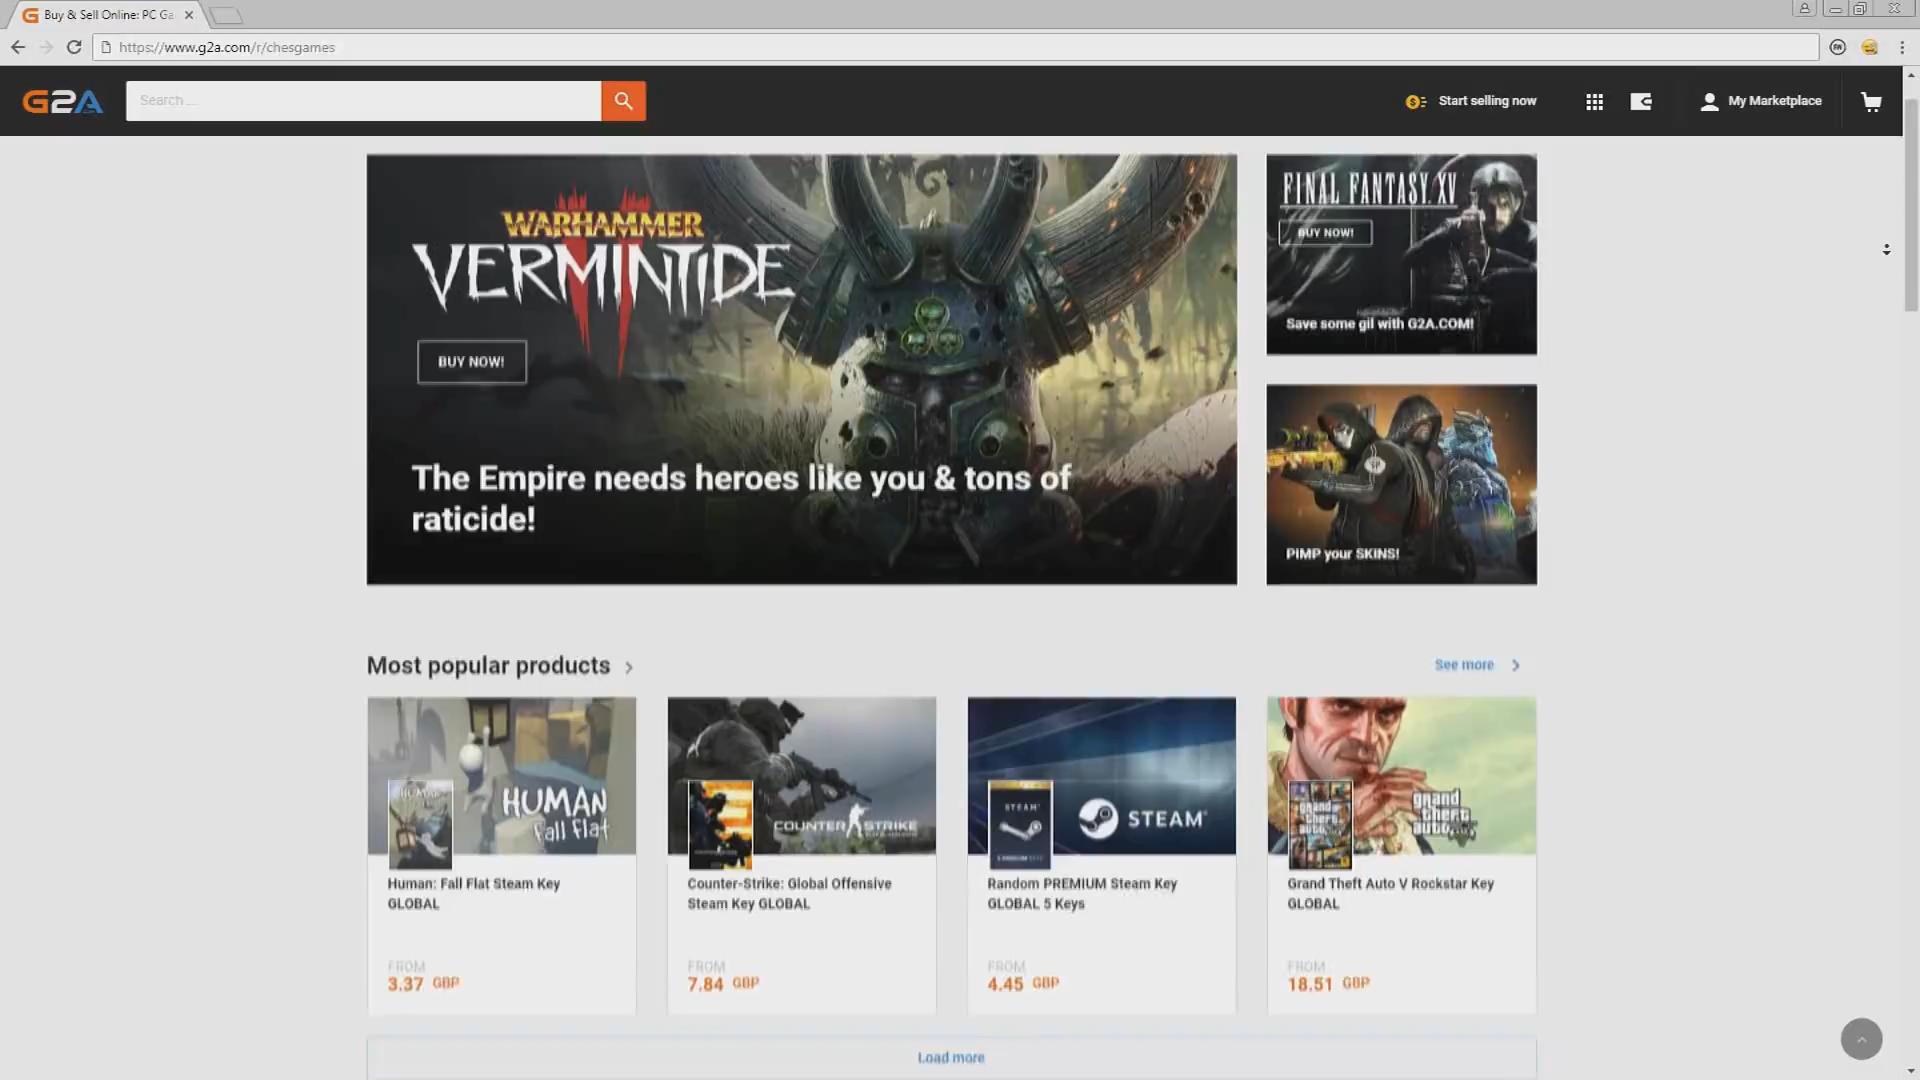 Buy & Sell Online: PC Ga
https://www.g2a.com/r/chesgames
G2A
Search ...
Start selling now
My Marketplace
WARHAMMER
VERMINTIDE
BUY NOW!
The Empire needs heroes like you & tons of
raticide!
FINAL FANTASY XV
BUY NOW!
Save some gil with G2A.COM!
PIMP your SKINS!
Most popular products
See more
HUMAN
fall flat
COUNTER STRIKE
STEAM
STEAM
grand
theft
auto
Human: Fall Flat Steam Key
GLOBAL
FROM
3.37 GBP
Counter-Strike: Global Offensive
Steam Key GLOBAL
FROM
7.84 GBP
Random PREMIUM Steam Key
GLOBAL 5 Keys
FROM
4.45 GBP
Grand Theft Auto V Rockstar Key
GLOBAL
FROM
18.51 GBP
Load more